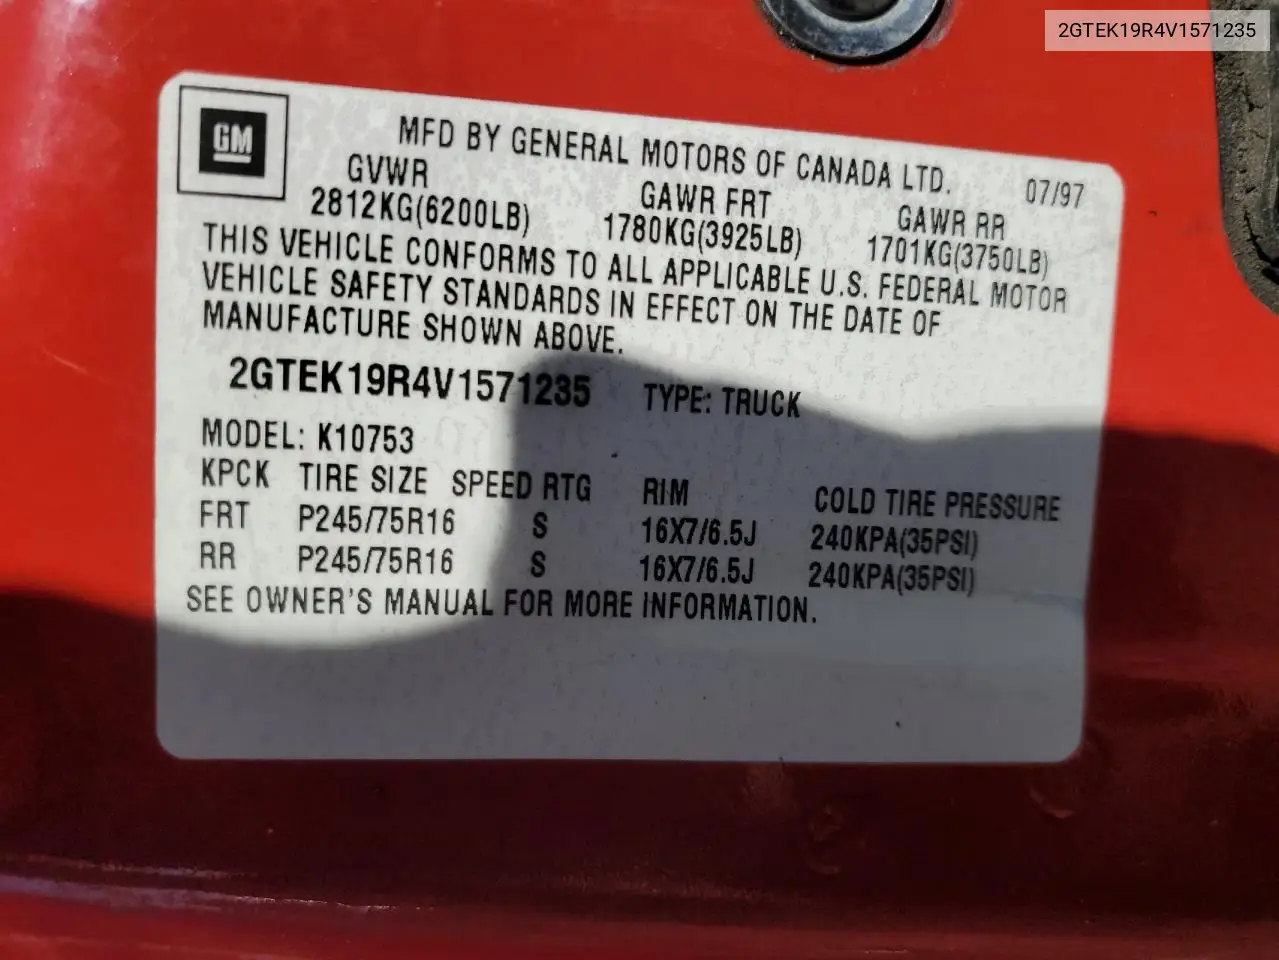 2GTEK19R4V1571235
GM
MFD BY GENERAL MOTORS OF CANADA LTD.
07/97
GVWR GAWR FRT GAWR RR
2812KG(6200LB) 1780KG(3925LB) 1701KG(3750LB)
THIS VEHICLE CONFORMS TO ALL APPLICABLE U.S. FEDERAL MOTOR
VEHICLE SAFETY STANDARDS IN EFFECT ON THE DATE OF
MANUFACTURE SHOWN ABOVE.
2GTEK19R4V1571235 TYPE: TRUCK
MODEL: K10753
KPCK TIRE SIZE SPEED RTG RIM COLD TIRE PRESSURE
FRT P245/75R16 S 16X7/6.5J 240KPA(35PSI)
RR P245/75R16 S 16X7/6.5J 240KPA(35PSI)
SEE OWNER'S MANUAL FOR MORE INFORMATION.